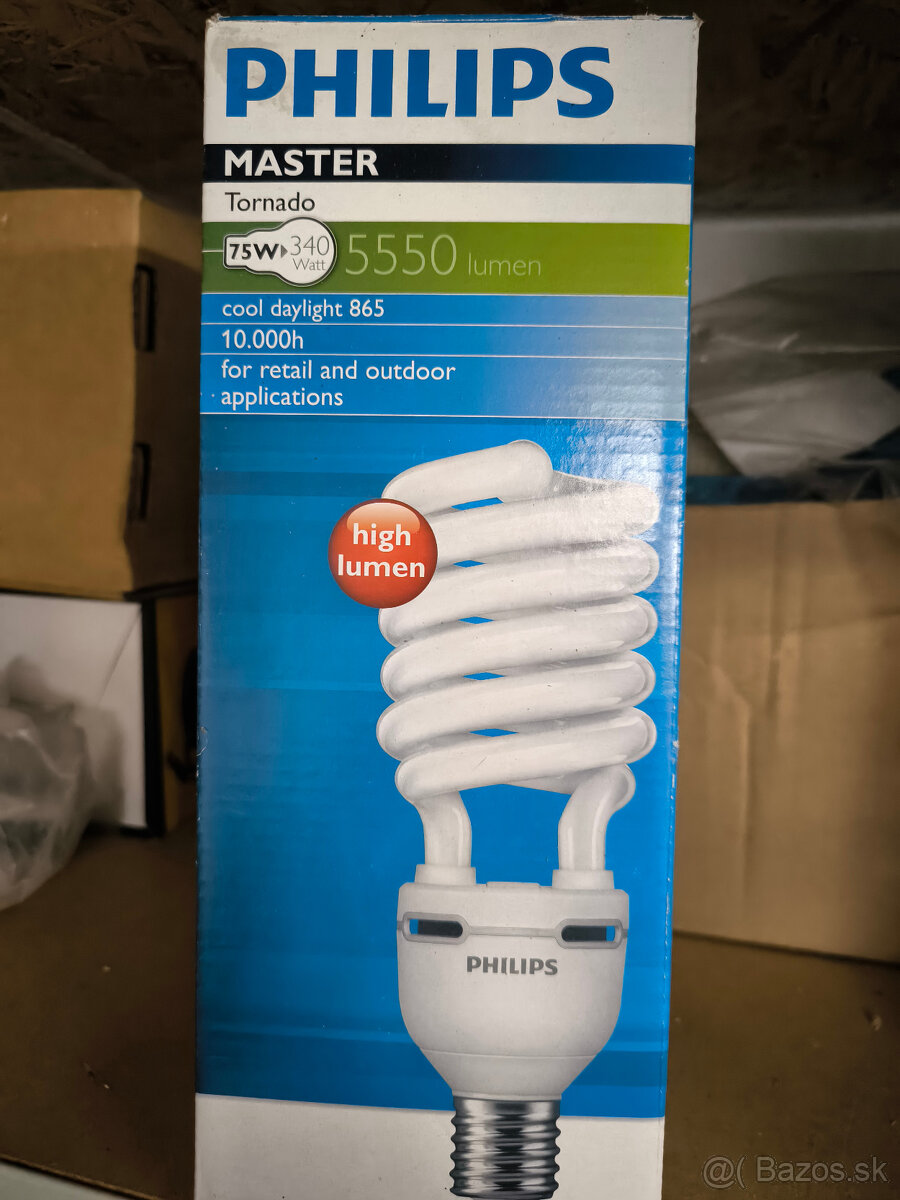 PHILIPS
MASTER
Tornado
75W 340 Watt 5550 lumen
cool daylight 865
10.000h
for retail and outdoor
applications
high
lumen
PHILIPS
@( Bazos.sk